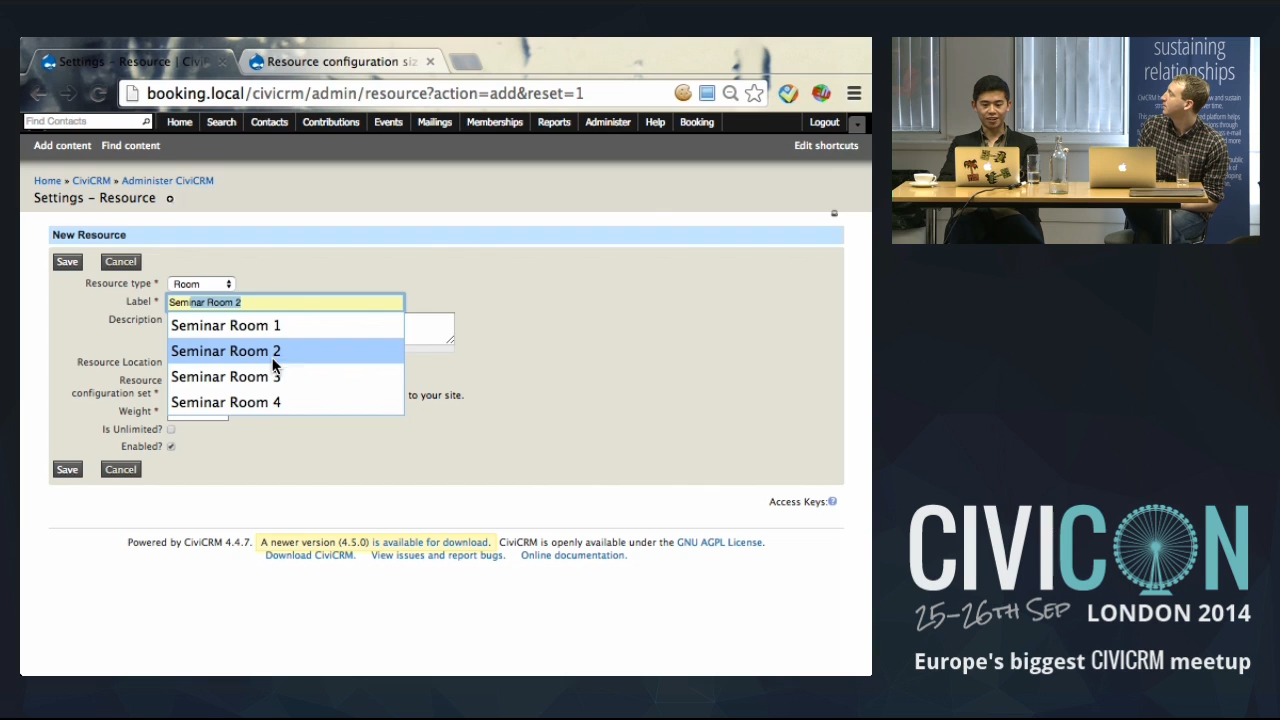 Settings - Resource | Civ
Resource configuration siz
booking.local/civicrm/admin/resource?action=add&reset=1
Find Contacts
Home Search Contacts Contributions Events Mailings Memberships Reports Administer Help Booking Logout
Add content Find content Edit shortcuts
Home » CiviCRM » Administer CiviCRM
Settings - Resource
New Resource
Save Cancel
Resource type * Room
Label * Seminar Room 2
Seminar Room 1
Description
Seminar Room 2
Resource Location
Seminar Room 3
Resource
configuration set * to your site.
Seminar Room 4
Weight *
Is Unlimited?
Enabled?
Save Cancel
Access Keys:
Powered by CiviCRM 4.4.7. A newer version (4.5.0) is available for download. CiviCRM is openly available under the GNU AGPL License.
Download CiviCRM. View issues and report bugs. Online documentation.
sustaining
relationships
CIVICON
25-26TH SEP LONDON 2014
Europe's biggest CIVICRM meetup